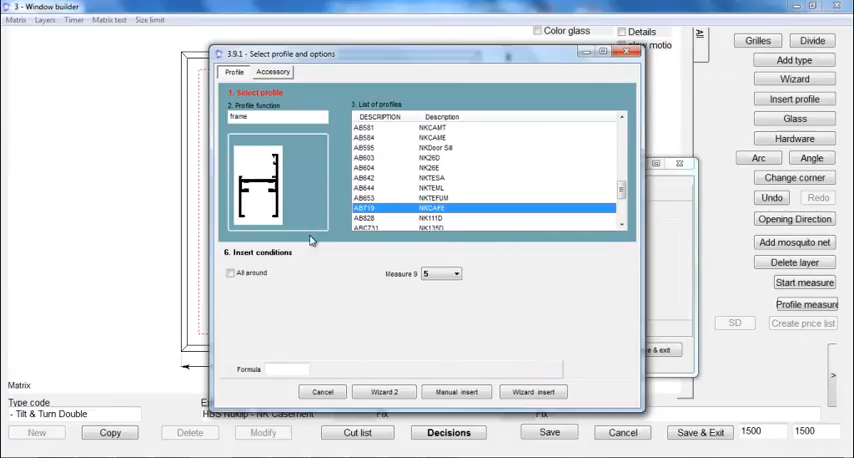 3 - Window builder
Matrix Layers Timer Matrix text Size limit
Color glass
Details
All
Grilles
Divide
Add type
Wizard
Insert profile
Glass
Hardware
Arc
Angle
Change corner
Undo
Redo
Opening Direction
Add mosquito net
Delete layer
Start measure
Profile measure
SD
Create price list
3.9.1 - Select profile and options
Profile
Accessory
1. Select profile
2. Profile function
frame
3. List of profiles
DESCRIPTION Description
AB581 NKCAMT
AB584 NKCAME
AB595 NKDoor Sill
AB603 NK26D
AB604 NK26E
AB642 NKTESA
AB644 NKTEML
AB653 NKTEFUM
AB719 NKCAFE
AB828 NK111D
ABC731 NK135D
6. Insert conditions
All around
Measure 9 5
Formula
Cancel
Wizard 2
Manual insert
Wizard insert
e & exit
>
Matrix
Type code
- Tilt & Turn Double
HBS Nuklip - NK Casement
Fix
Fix
New
Copy
Delete
Modify
Cut list
Decisions
Save
Cancel
Save & Exit
1500
1500